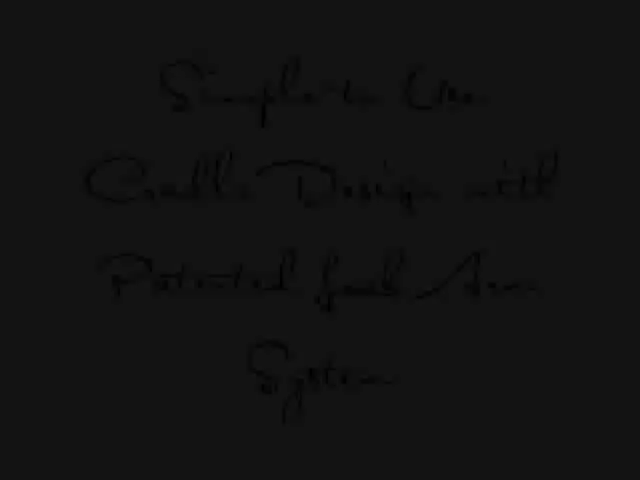 Simple to Use
Cradle Design with
Patented Arm
System